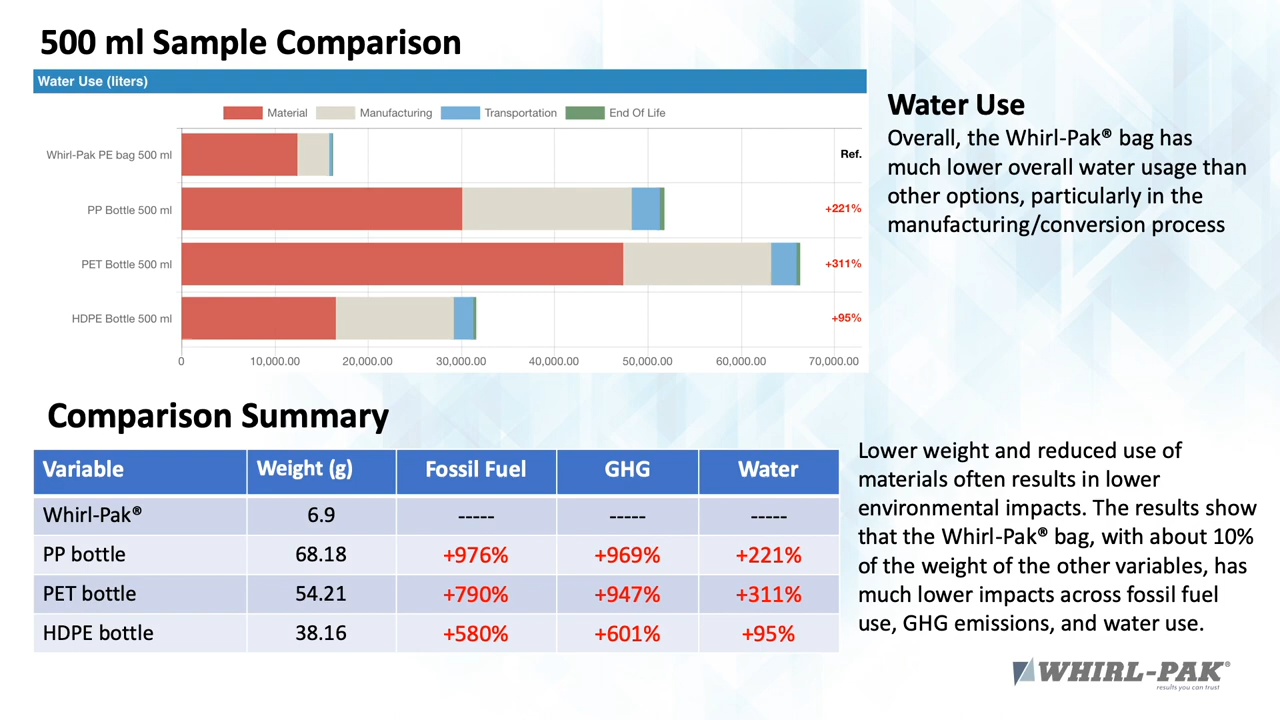 500 ml Sample Comparison
Water Use (liters)
Material Manufacturing Transportation End Of Life
Whirl-Pak PE bag 500 ml Ref.
PP Bottle 500 ml +221%
PET Bottle 500 ml +311%
HDPE Bottle 500 ml +95%
0 10,000.00 20,000.00 30,000.00 40,000.00 50,000.00 60,000.00 70,000.00
Water Use
Overall, the Whirl-Pak® bag has
much lower overall water usage than
other options, particularly in the
manufacturing/conversion process
Comparison Summary
Variable Weight (g) Fossil Fuel GHG Water
Whirl-Pak® 6.9 ----- ----- -----
PP bottle 68.18 +976% +969% +221%
PET bottle 54.21 +790% +947% +311%
HDPE bottle 38.16 +580% +601% +95%
Lower weight and reduced use of
materials often results in lower
environmental impacts. The results show
that the Whirl-Pak® bag, with about 10%
of the weight of the other variables, has
much lower impacts across fossil fuel
use, GHG emissions, and water use.
WHIRL-PAK®
results you can trust